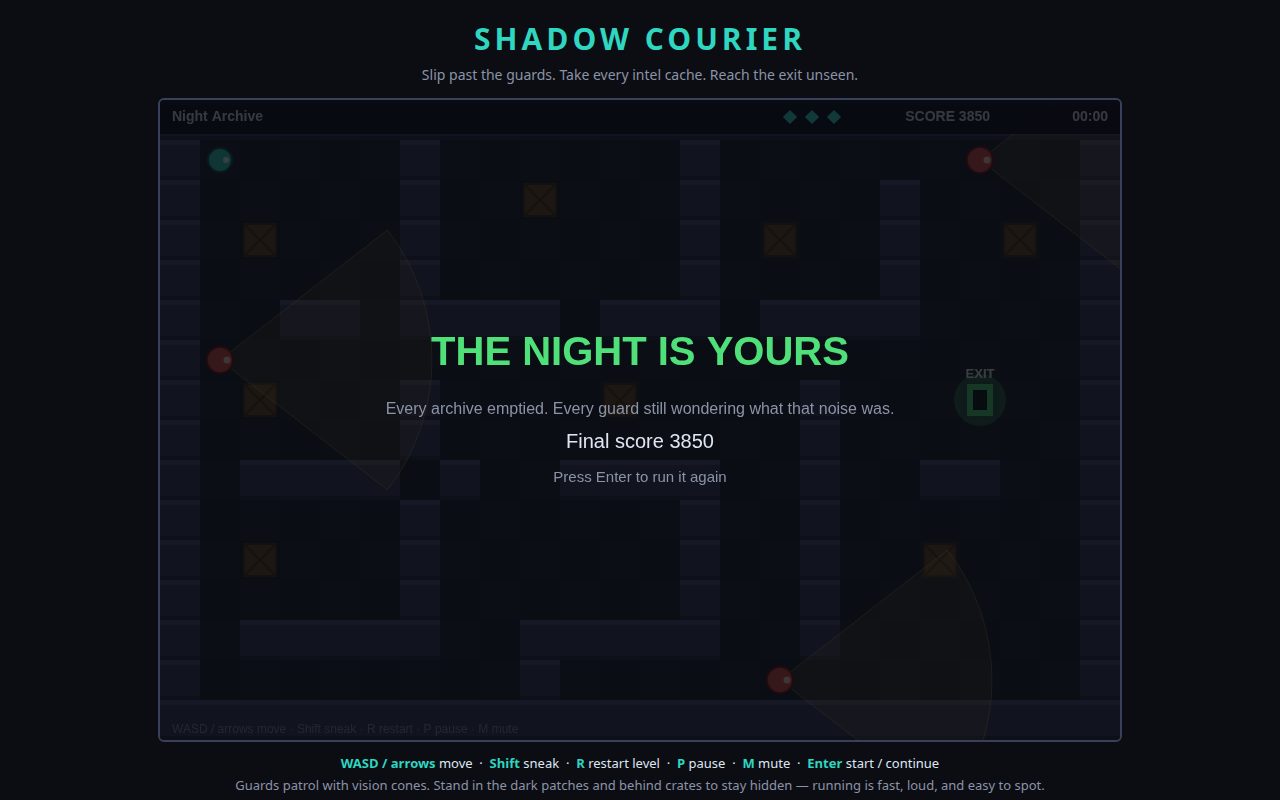 SHADOW COURIER
Slip past the guards. Take every intel cache. Reach the exit unseen.
Night Archive SCORE 3850 00:00
THE NIGHT IS YOURS
EXIT
Every archive emptied. Every guard still wondering what that noise was.
Final score 3850
Press Enter to run it again
WASD / arrows move · Shift sneak · R restart · P pause · M mute
WASD / arrows move · Shift sneak · R restart level · P pause · M mute · Enter start / continue
Guards patrol with vision cones. Stand in the dark patches and behind crates to stay hidden — running is fast, loud, and easy to spot.